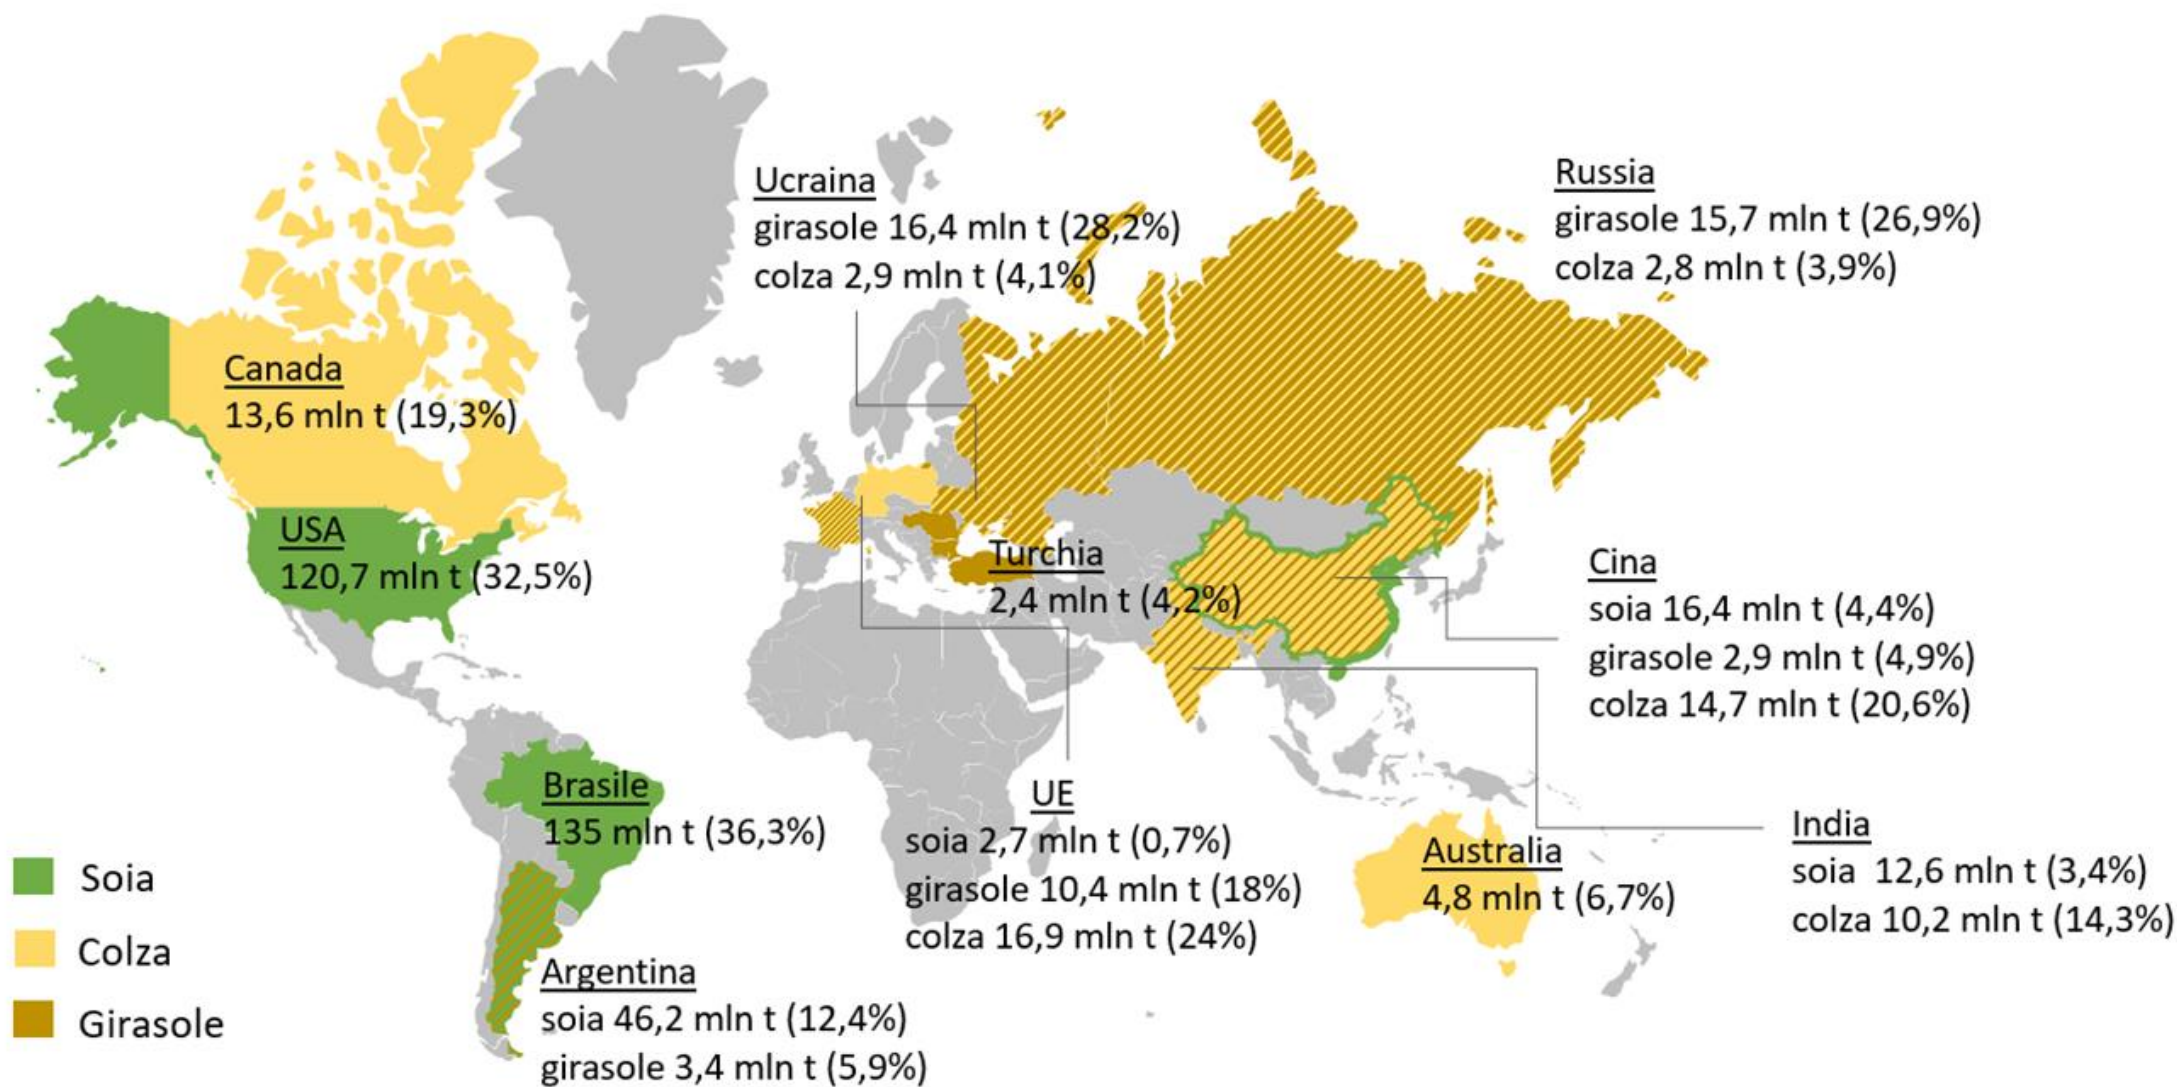 Ucraina
girasole 16,4 mln t (28,2%)
colza 2,9 mln t (4,1%)
Russia
girasole 15,7 mln t (26,9%)
colza 2,8 mln t (3,9%)
Canada
13,6 mln t (19,3%)
USA
120,7 mln t (32,5%)
Turchia
2,4 mln t (4,2%)
Cina
soia 16,4 mln t (4,4%)
girasole 2,9 mln t (4,9%)
colza 14,7 mln t (20,6%)
Brasile
135 mln t (36,3%)
UE
soia 2,7 mln t (0,7%)
girasole 10,4 mln t (18%)
colza 16,9 mln t (24%)
Australia
4,8 mln t (6,7%)
India
soia 12,6 mln t (3,4%)
colza 10,2 mln t (14,3%)
Argentina
soia 46,2 mln t (12,4%)
girasole 3,4 mln t (5,9%)
Soia
Colza
Girasole